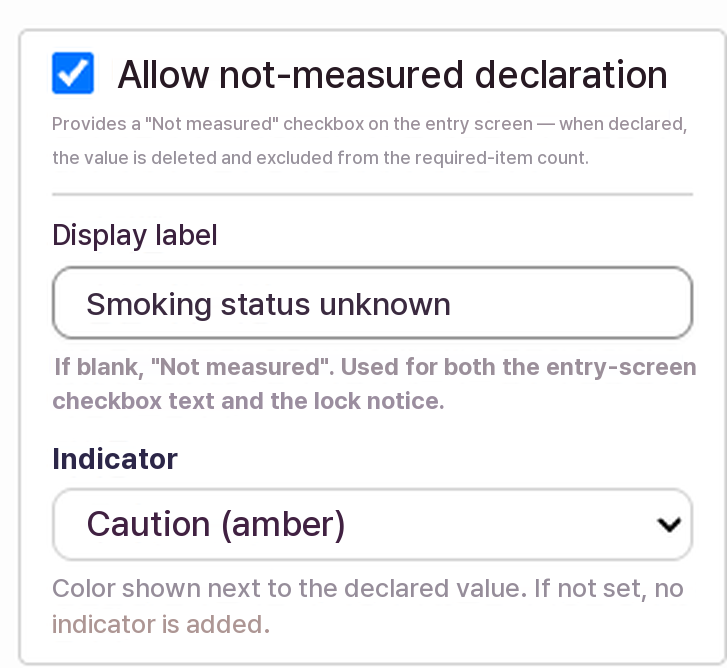 Allow not-measured declaration
Provides a "Not measured" checkbox on the entry screen — when declared,
the value is deleted and excluded from the required-item count.
Display label
Smoking status unknown
If blank, "Not measured". Used for both the entry-screen
checkbox text and the lock notice.
Indicator
Caution (amber)
Color shown next to the declared value. If not set, no
indicator is added.